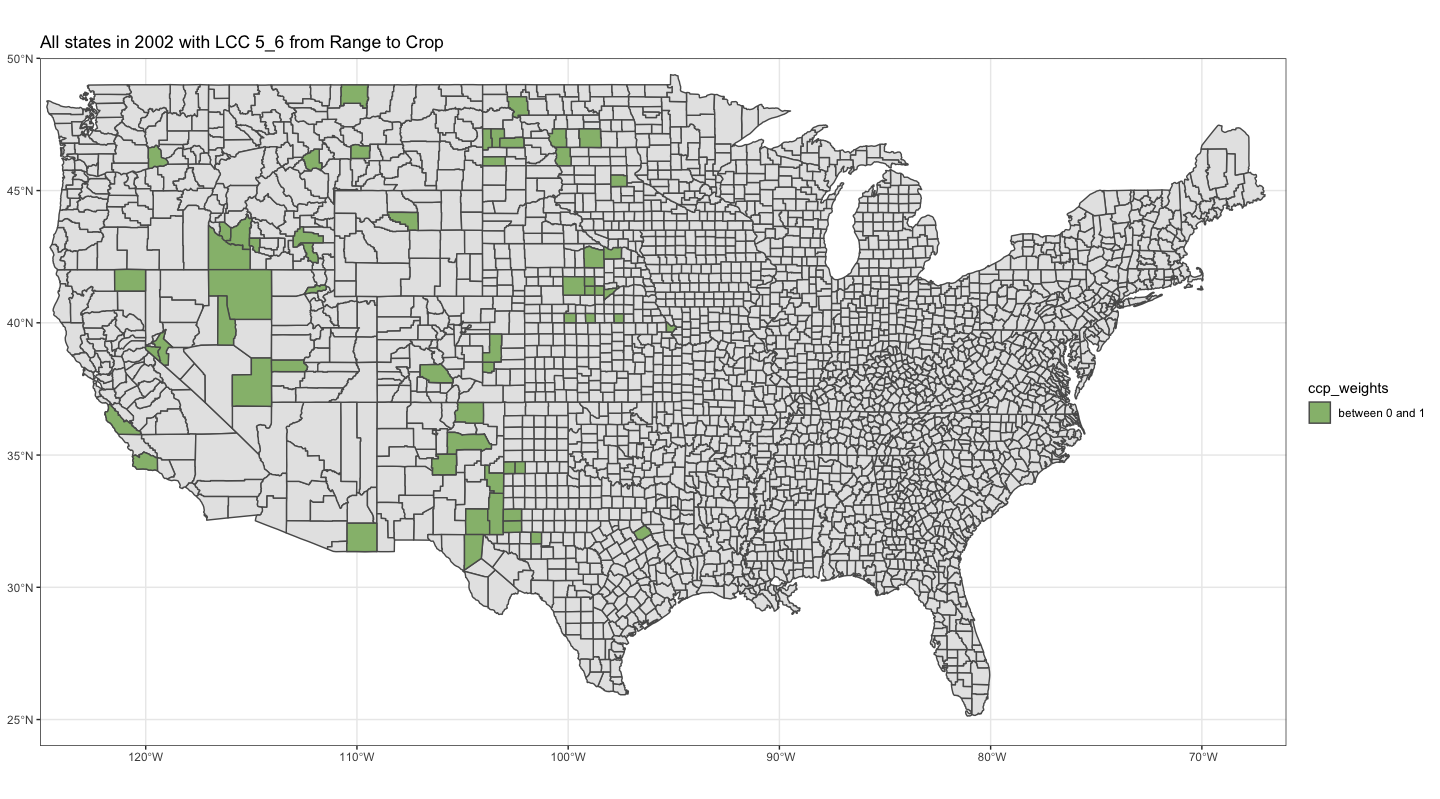 All states in 2002 with LCC 5_6 from Range to Crop
50°N
45°N
40°N
35°N
30°N
25°N
120°W
110°W
100°W
90°W
80°W
70°W
ccp_weights
between 0 and 1